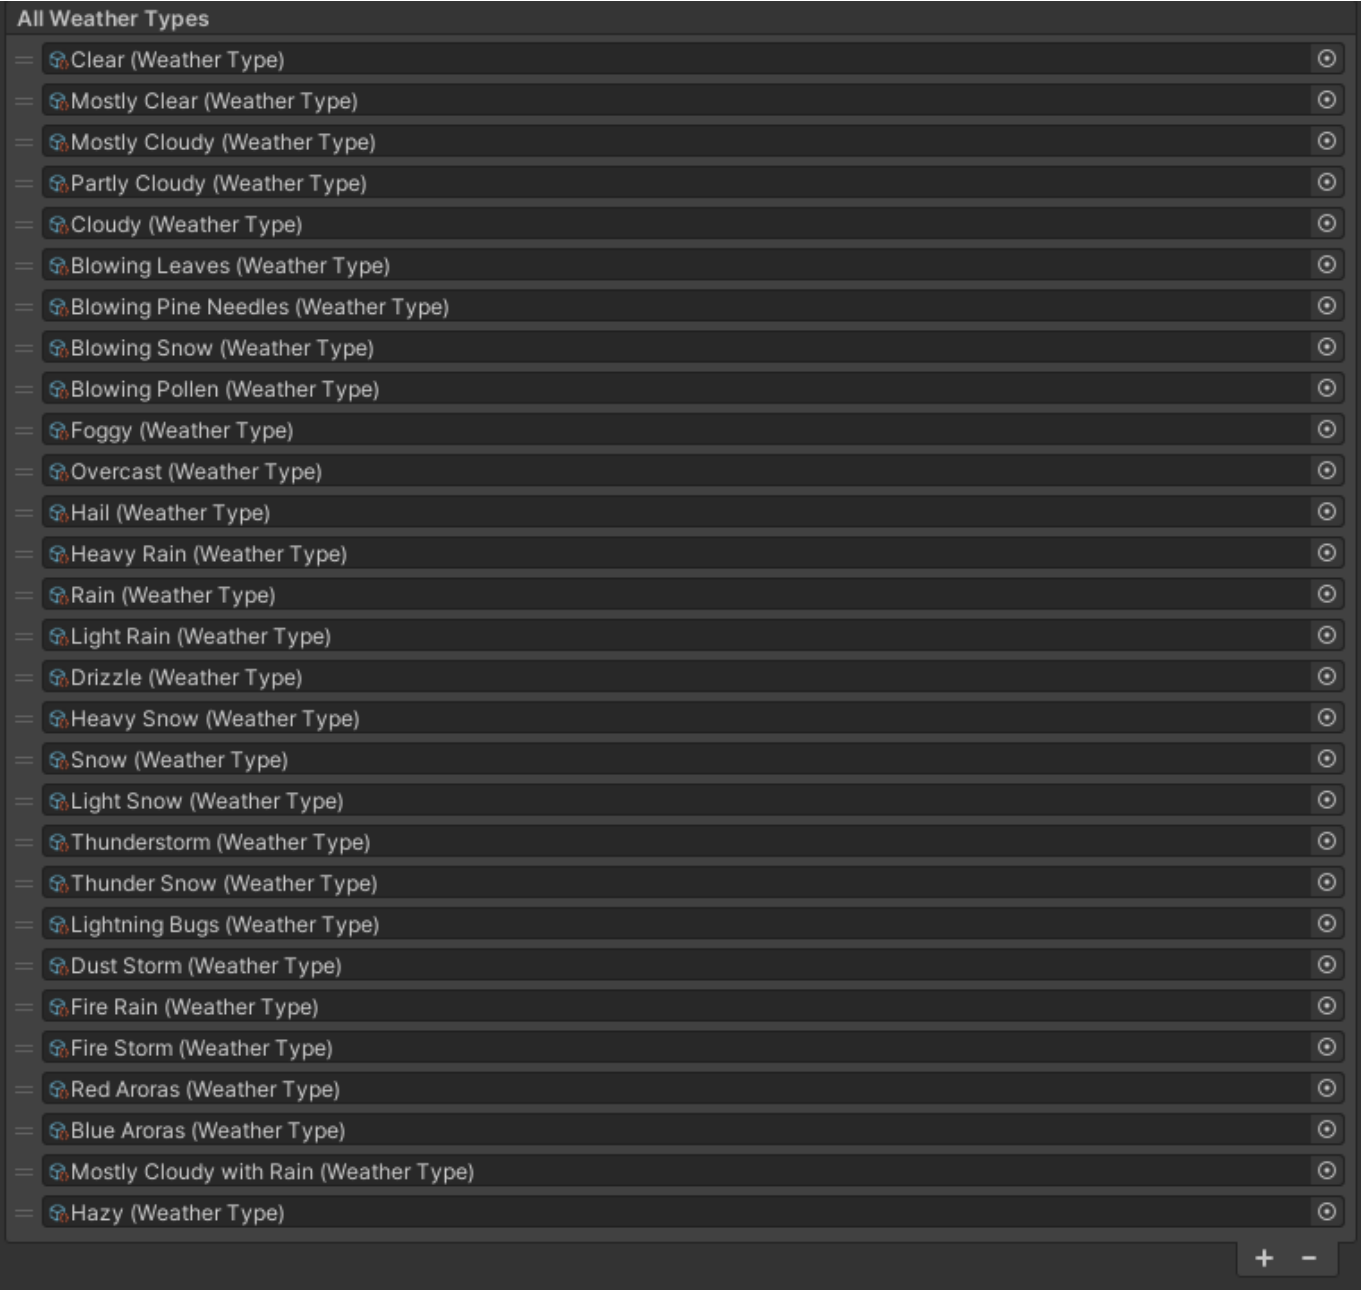 All Weather Types
Clear (Weather Type)
Mostly Clear (Weather Type)
Mostly Cloudy (Weather Type)
Partly Cloudy (Weather Type)
Cloudy (Weather Type)
Blowing Leaves (Weather Type)
Blowing Pine Needles (Weather Type)
Blowing Snow (Weather Type)
Blowing Pollen (Weather Type)
Foggy (Weather Type)
Overcast (Weather Type)
Hail (Weather Type)
Heavy Rain (Weather Type)
Rain (Weather Type)
Light Rain (Weather Type)
Drizzle (Weather Type)
Heavy Snow (Weather Type)
Snow (Weather Type)
Light Snow (Weather Type)
Thunderstorm (Weather Type)
Thunder Snow (Weather Type)
Lightning Bugs (Weather Type)
Dust Storm (Weather Type)
Fire Rain (Weather Type)
Fire Storm (Weather Type)
Red Aroras (Weather Type)
Blue Aroras (Weather Type)
Mostly Cloudy with Rain (Weather Type)
Hazy (Weather Type)
+ −